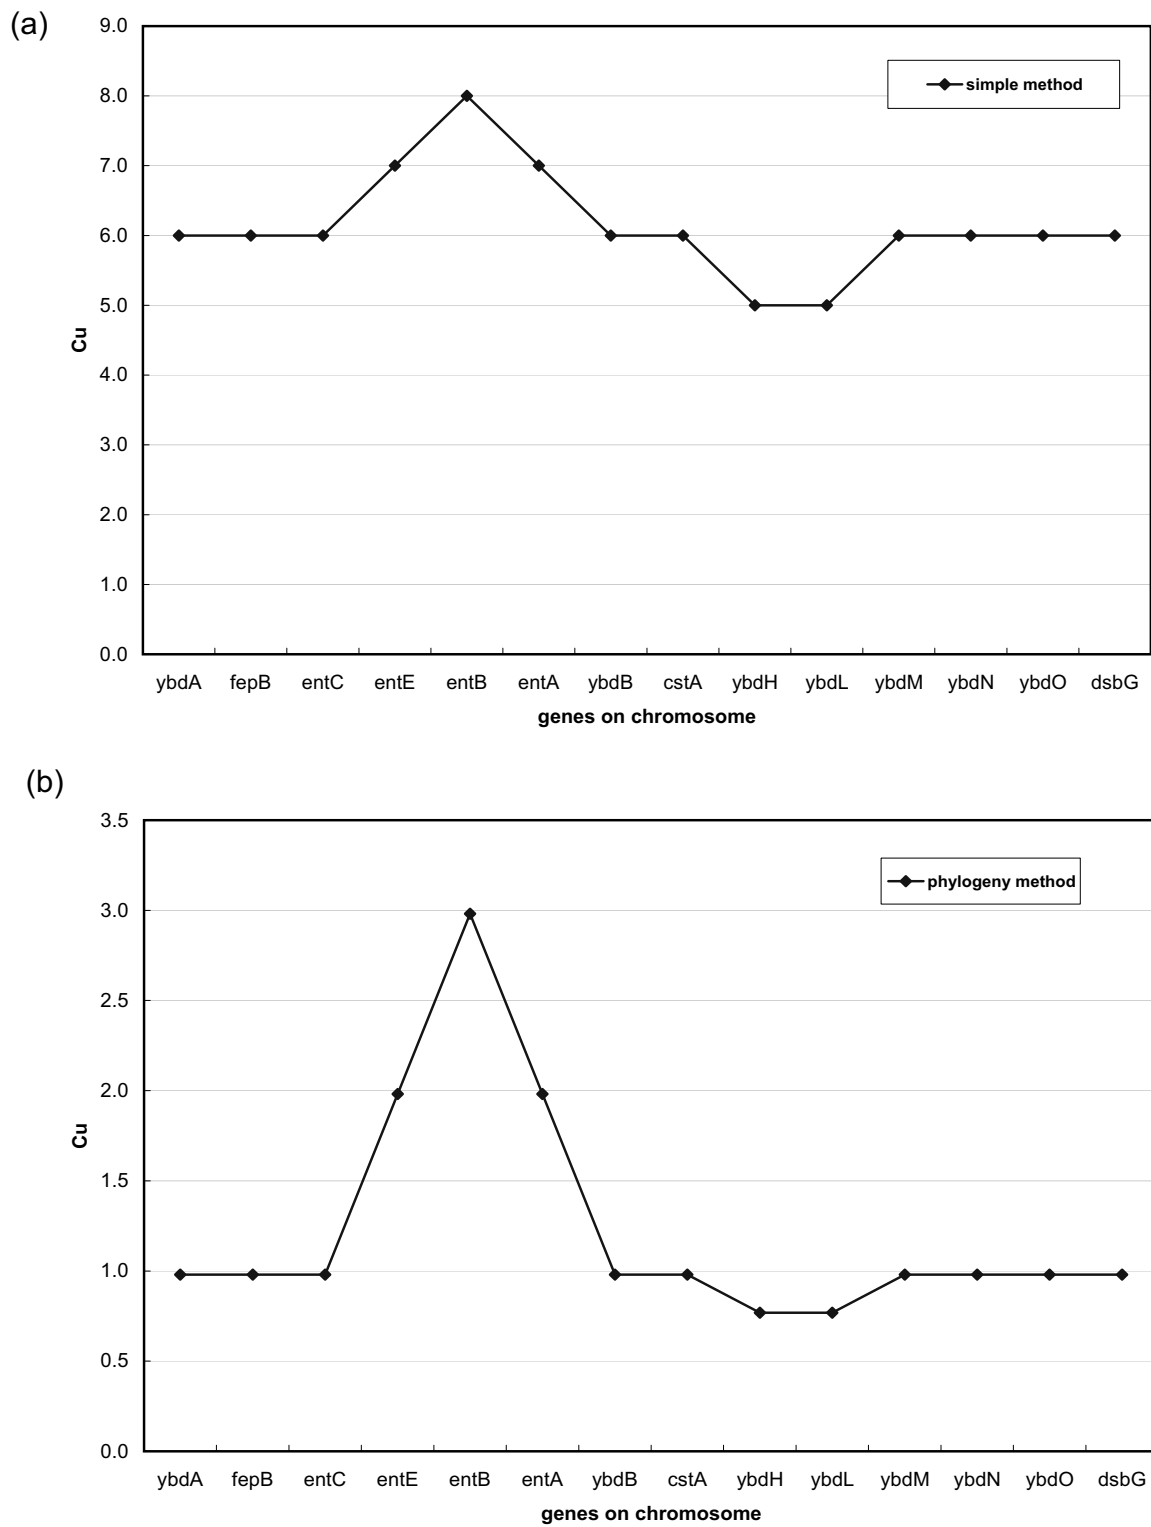 (a)
9.0
8.0
7.0
6.0
5.0
4.0
3.0
2.0
1.0
0.0
Cu
simple method
ybdA fepB entC entE entB entA ybdB cstA ybdH ybdL ybdM ybdN ybdO dsbG
genes on chromosome
(b)
3.5
3.0
2.5
2.0
1.5
1.0
0.5
0.0
Cu
phylogeny method
ybdA fepB entC entE entB entA ybdB cstA ybdH ybdL ybdM ybdN ybdO dsbG
genes on chromosome